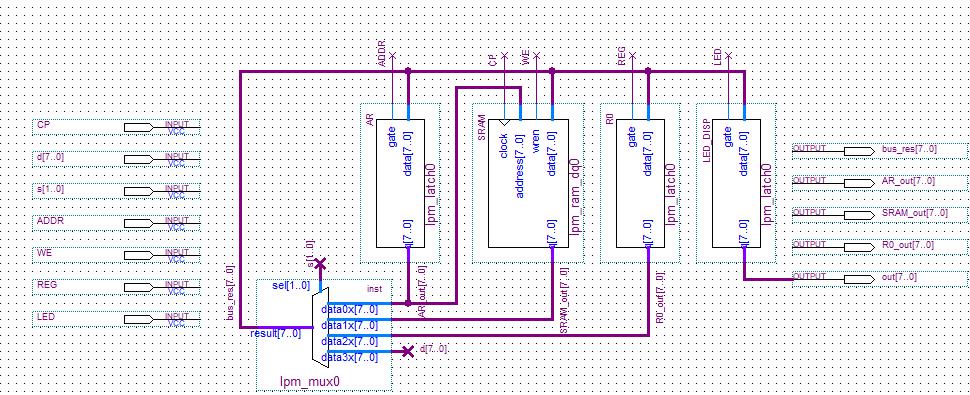 ADDR
CP
WE
REG
LED
CP
INPUT
VCC
d[7..0]
INPUT
VCC
s[1..0]
INPUT
VCC
ADDR
INPUT
VCC
WE
INPUT
VCC
REG
INPUT
VCC
LED
INPUT
VCC
AR
gate
data[7..0]
q[7..0]
lpm_latch0
SRAM
clock
address[7..0]
wren
data[7..0]
q[7..0]
lpm_ram_dq0
R0
gate
data[7..0]
q[7..0]
lpm_latch0
LED_DISP
gate
data[7..0]
q[7..0]
lpm_latch0
OUTPUT
bus_res[7..0]
OUTPUT
AR_out[7..0]
OUTPUT
SRAM_out[7..0]
OUTPUT
R0_out[7..0]
OUTPUT
out[7..0]
bus_res[7..0]
s[1..0]
AR_out[7..0]
SRAM_out[7..0]
R0_out[7..0]
sel[1..0]
inst
data0x[7..0]
data1x[7..0]
result[7..0]
data2x[7..0]
data3x[7..0]
d[7..0]
lpm_mux0